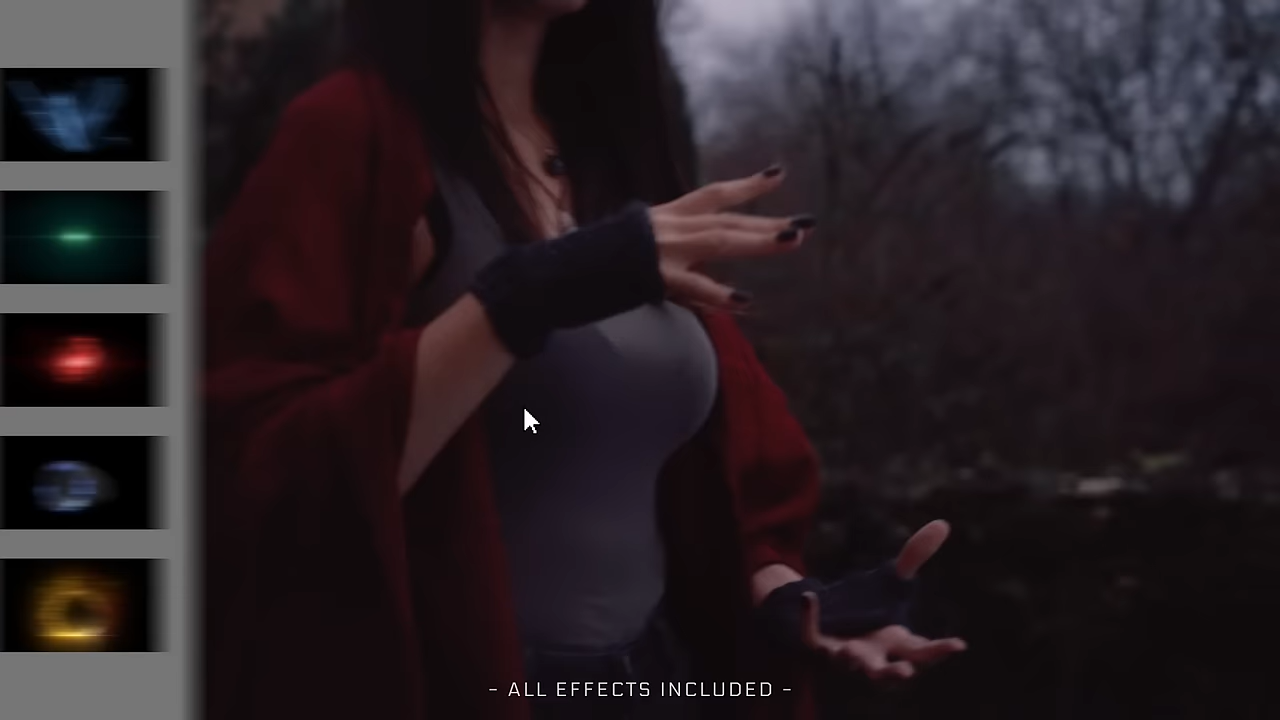 – ALL EFFECTS INCLUDED –